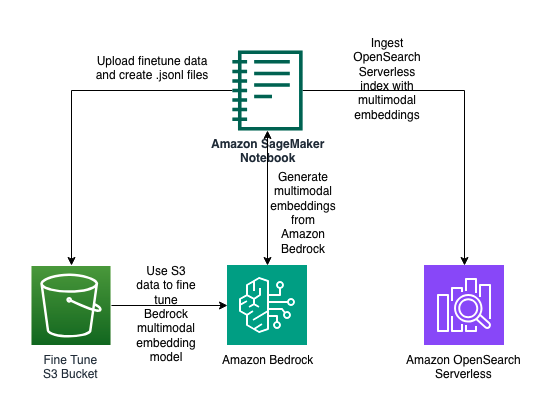 Upload finetune data
and create .jsonl files
Ingest
OpenSearch
Serverless
index with
multimodal
embeddings
Amazon SageMaker
Notebook
Generate
multimodal
embeddings
from
Amazon
Bedrock
Use S3
data to fine
tune
Bedrock
multimodal
embedding
model
Fine Tune
S3 Bucket
Amazon Bedrock
Amazon OpenSearch
Serverless